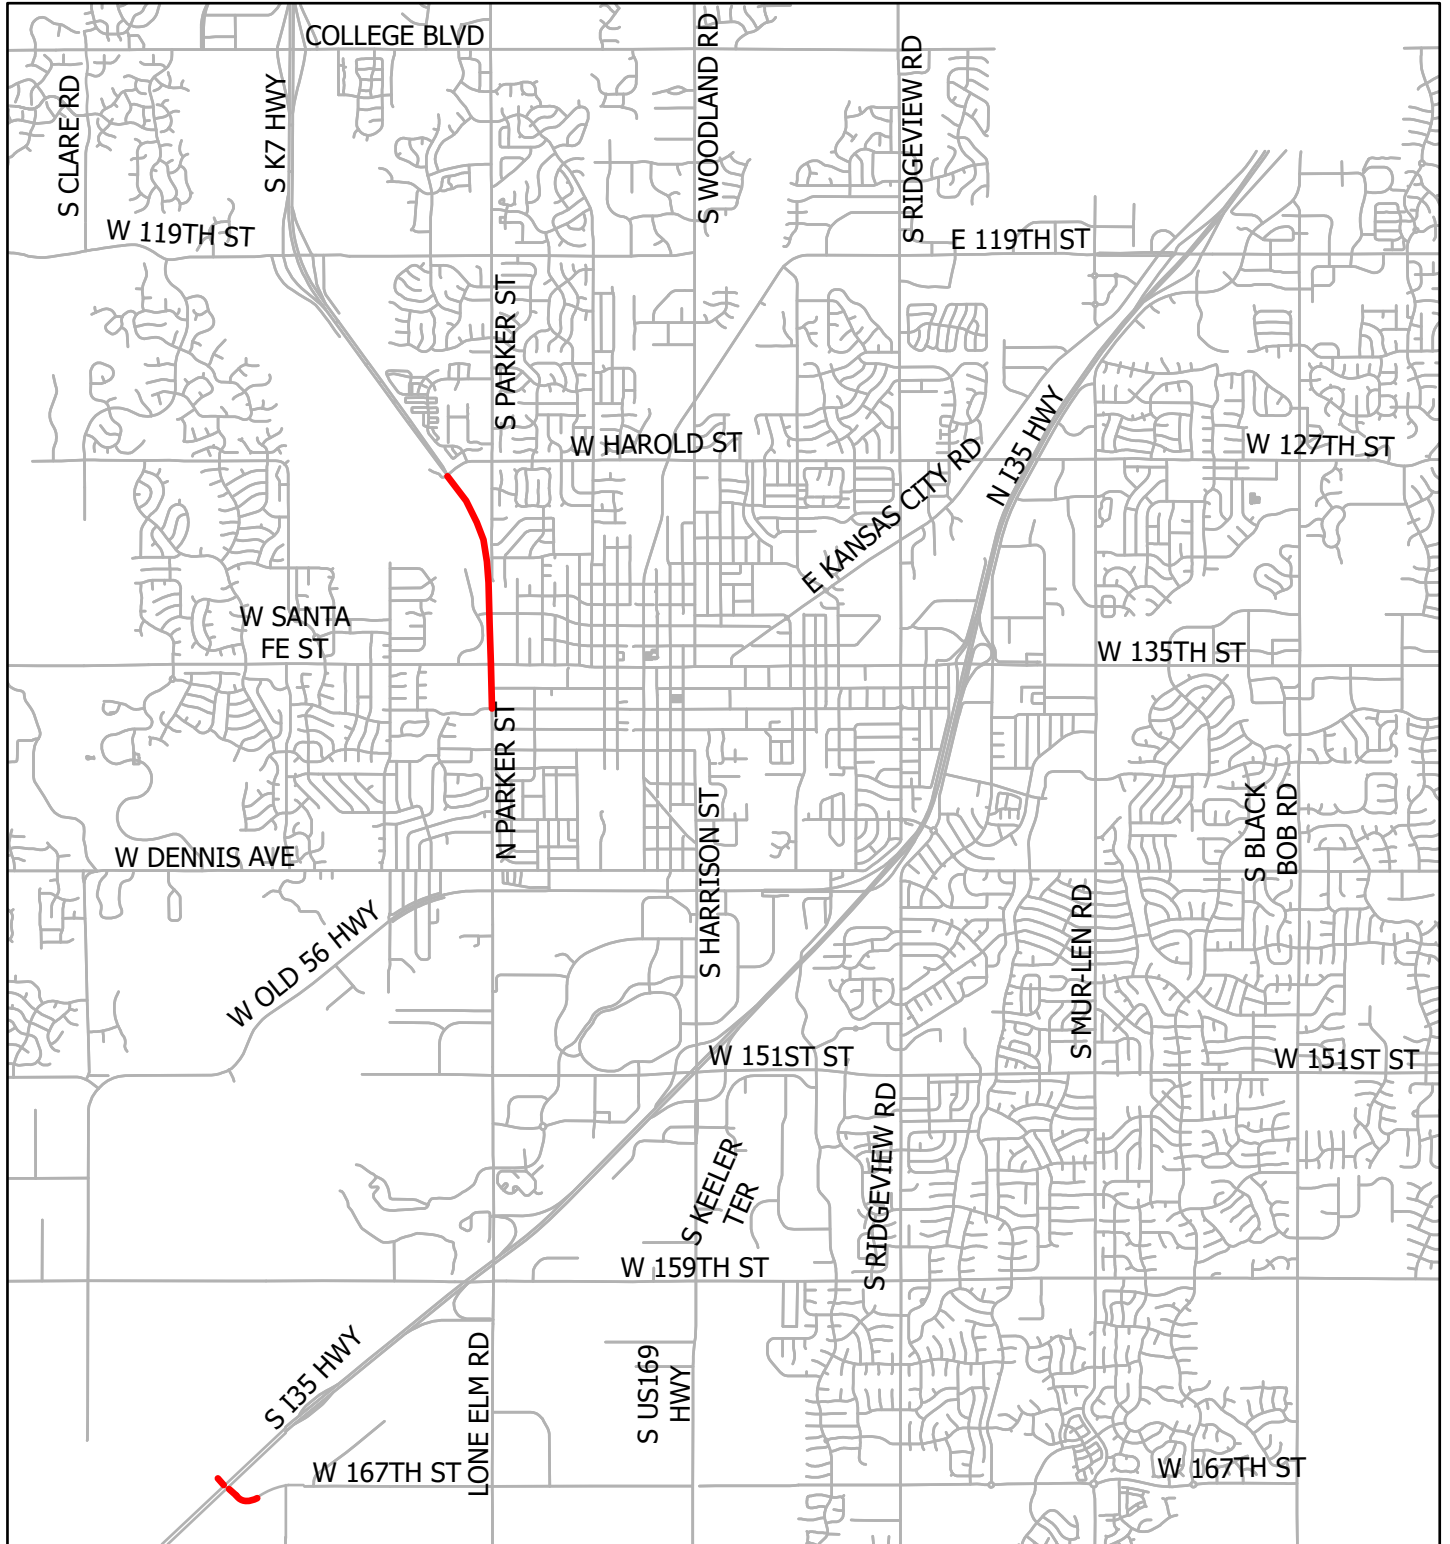 COLLEGE BLVD
S CLARE RD
S K7 HWY
S WOODLAND RD
S RIDGEVIEW RD
W 119TH ST
E 119TH ST
S PARKER ST
W HAROLD ST
N I35 HWY
W 127TH ST
E KANSAS CITY RD
W SANTA
FE ST
W 135TH ST
N PARKER ST
S HARRISON ST
S BLACK
BOB RD
W DENNIS AVE
W OLD 56 HWY
S MUR-LEN RD
W 151ST ST
W 151ST ST
S KEELER
TER
S RIDGEVIEW RD
W 159TH ST
S I35 HWY
LONE ELM RD
S US169
HWY
W 167TH ST
W 167TH ST